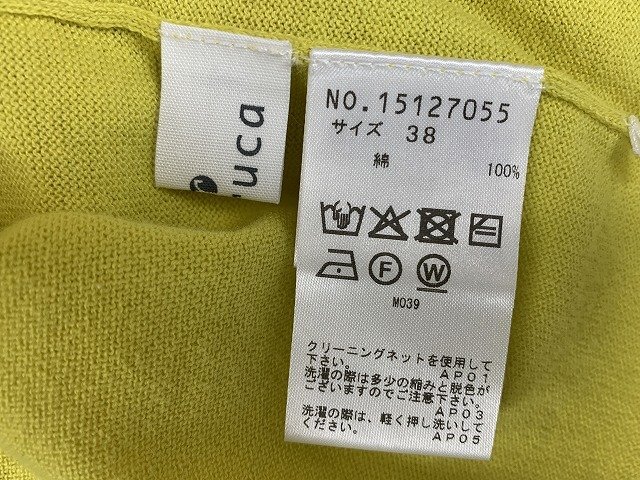 uca
NO.15127055
サイズ 38
綿 100%
F W
M039
クリーニングネットを使用して
下さい。 AP01
洗濯の際は多少の縮みと脱色が
ございますのでご注意下さい。
AP03
洗濯の際は、軽く押し洗いして
下さい。 AP05